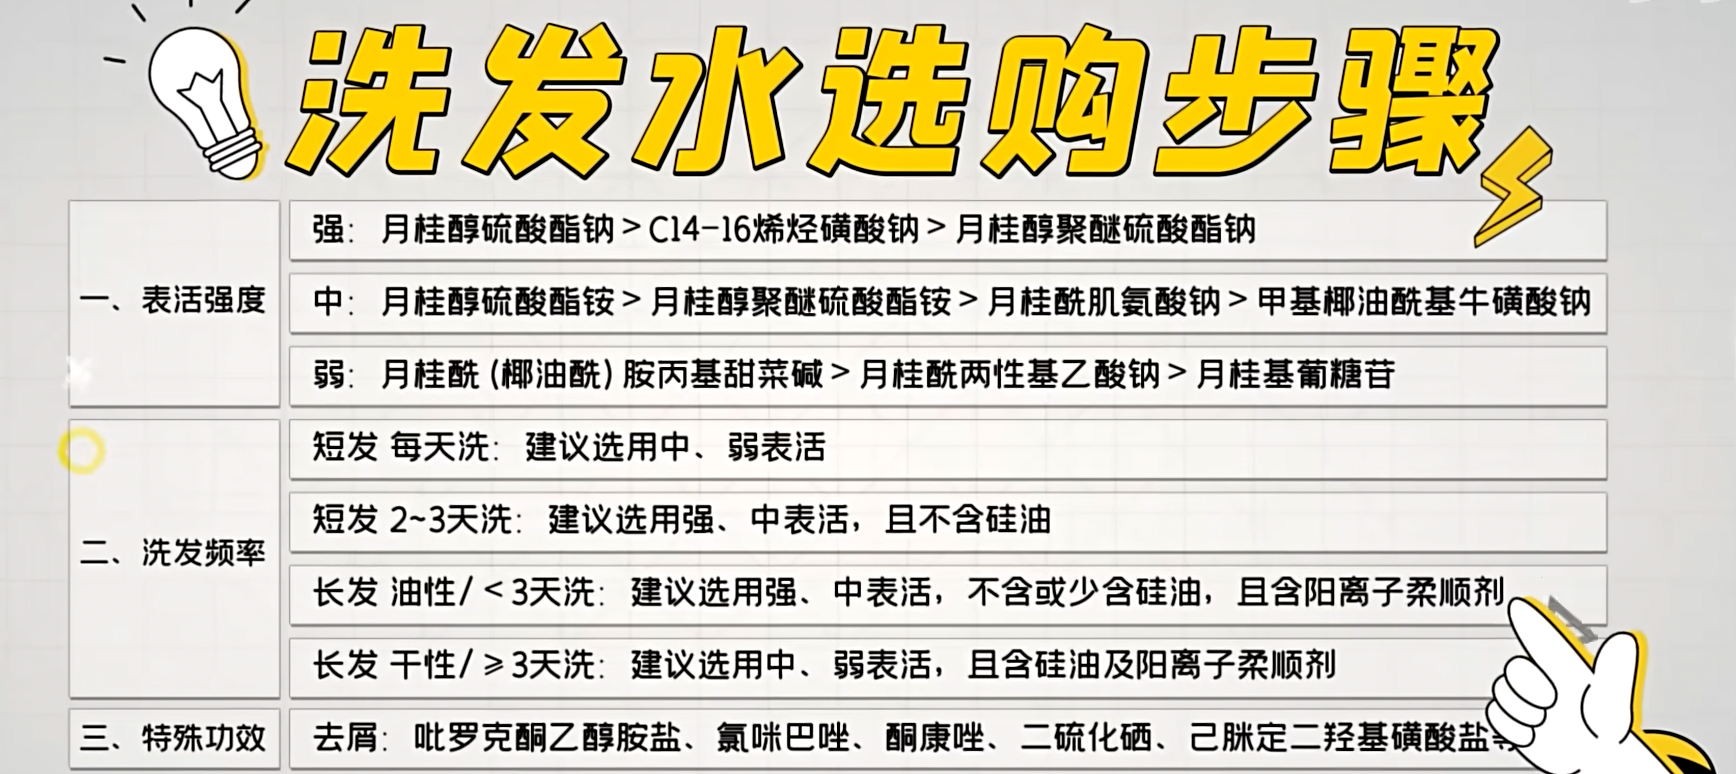 洗发水选购步骤
一、表活强度
强：月桂醇硫酸酯钠>C14-16烯烃磺酸钠>月桂醇聚醚硫酸酯钠
中：月桂醇硫酸酯铵>月桂醇聚醚硫酸酯铵>月桂酰肌氨酸钠>甲基椰油酰基牛磺酸钠
弱：月桂酰(椰油酰)胺丙基甜菜碱>月桂酰两性基乙酸钠>月桂基葡糖苷
二、洗发频率
短发 每天洗：建议选用中、弱表活
短发 2~3天洗：建议选用强、中表活，且不含硅油
长发 油性/<3天洗：建议选用强、中表活，不含或少含硅油，且含阳离子柔顺剂
长发 干性/≥3天洗：建议选用中、弱表活，且含硅油及阳离子柔顺剂
三、特殊功效
去屑：吡罗克酮乙醇胺盐、氯咪巴唑、酮康唑、二硫化硒、己脒定二羟基磺酸盐等